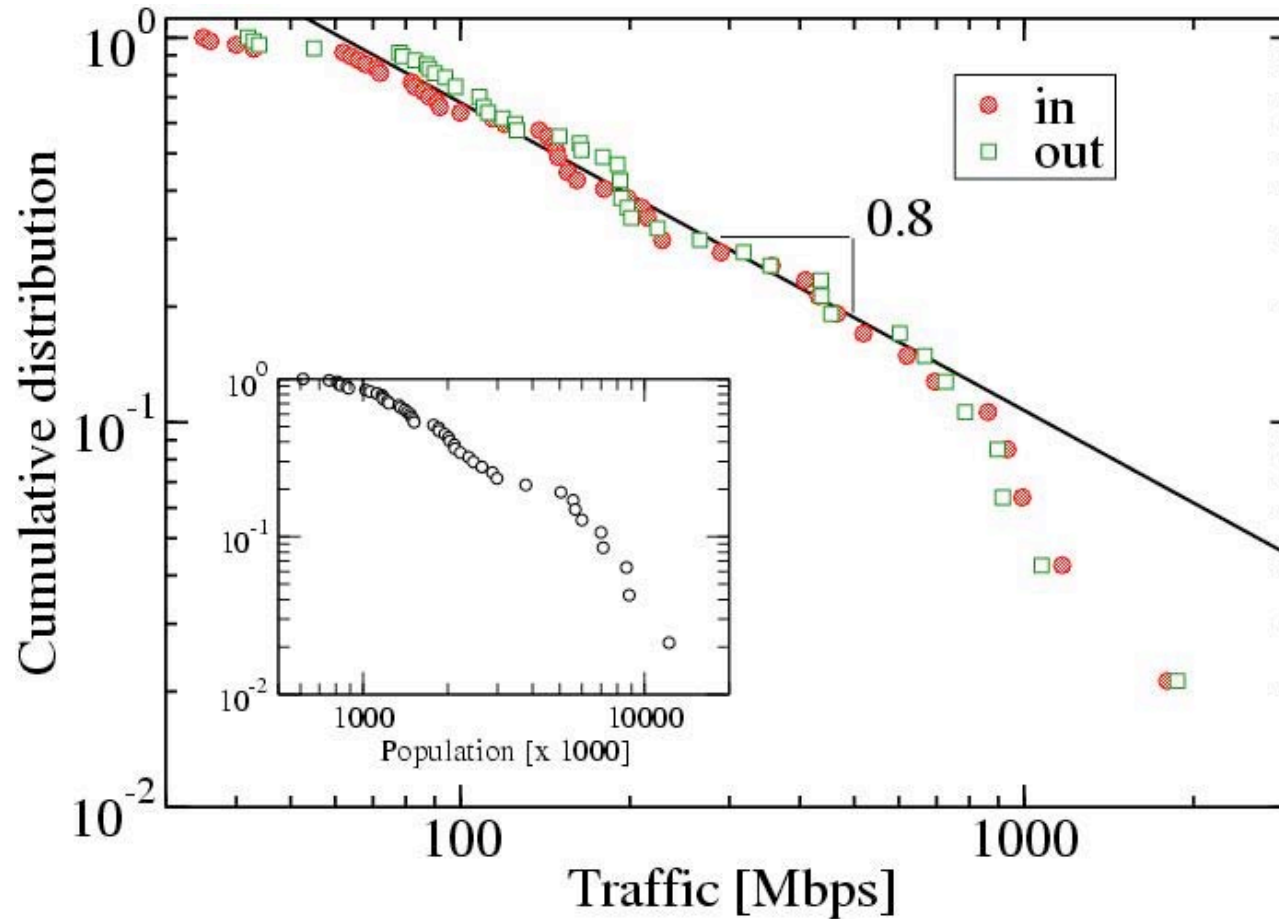 10^0
in
out
0.8
Cumulative distribution
10^-1
10^0
10^-1
10^-2
1000
10000
Population [x 1000]
10^-2
100
1000
Traffic [Mbps]